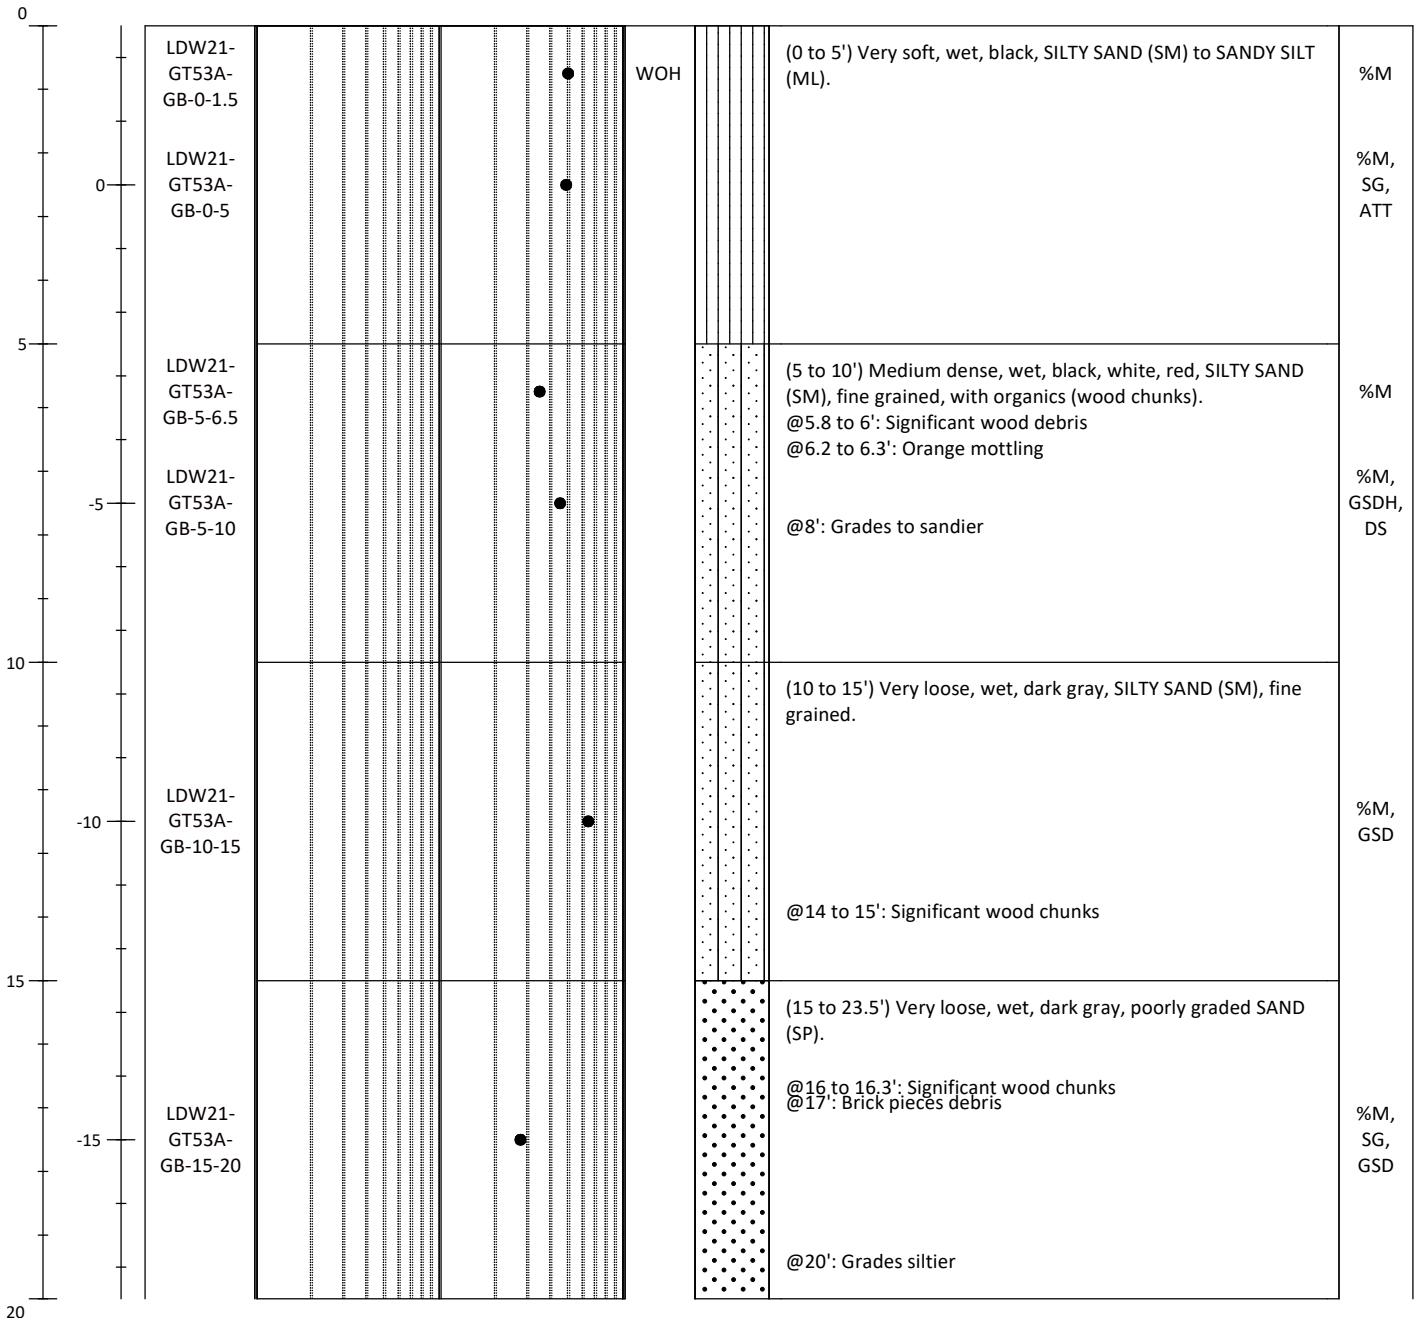 0
LDW21-
GT53A-
GB-0-1.5
WOH
(0 to 5') Very soft, wet, black, SILTY SAND (SM) to SANDY SILT
(ML).
%M
0
LDW21-
GT53A-
GB-0-5
%M,
SG,
ATT
5
LDW21-
GT53A-
GB-5-6.5
(5 to 10') Medium dense, wet, black, white, red, SILTY SAND
(SM), fine grained, with organics (wood chunks).
@5.8 to 6': Significant wood debris
@6.2 to 6.3': Orange mottling
%M
-5
LDW21-
GT53A-
GB-5-10
@8': Grades to sandier
%M,
GSDH,
DS
10
(10 to 15') Very loose, wet, dark gray, SILTY SAND (SM), fine
grained.
-10
LDW21-
GT53A-
GB-10-15
%M,
GSD
@14 to 15': Significant wood chunks
15
(15 to 23.5') Very loose, wet, dark gray, poorly graded SAND
(SP).
@16 to 16.3': Significant wood chunks
@17': Brick pieces debris
-15
LDW21-
GT53A-
GB-15-20
%M,
SG,
GSD
@20': Grades siltier
20